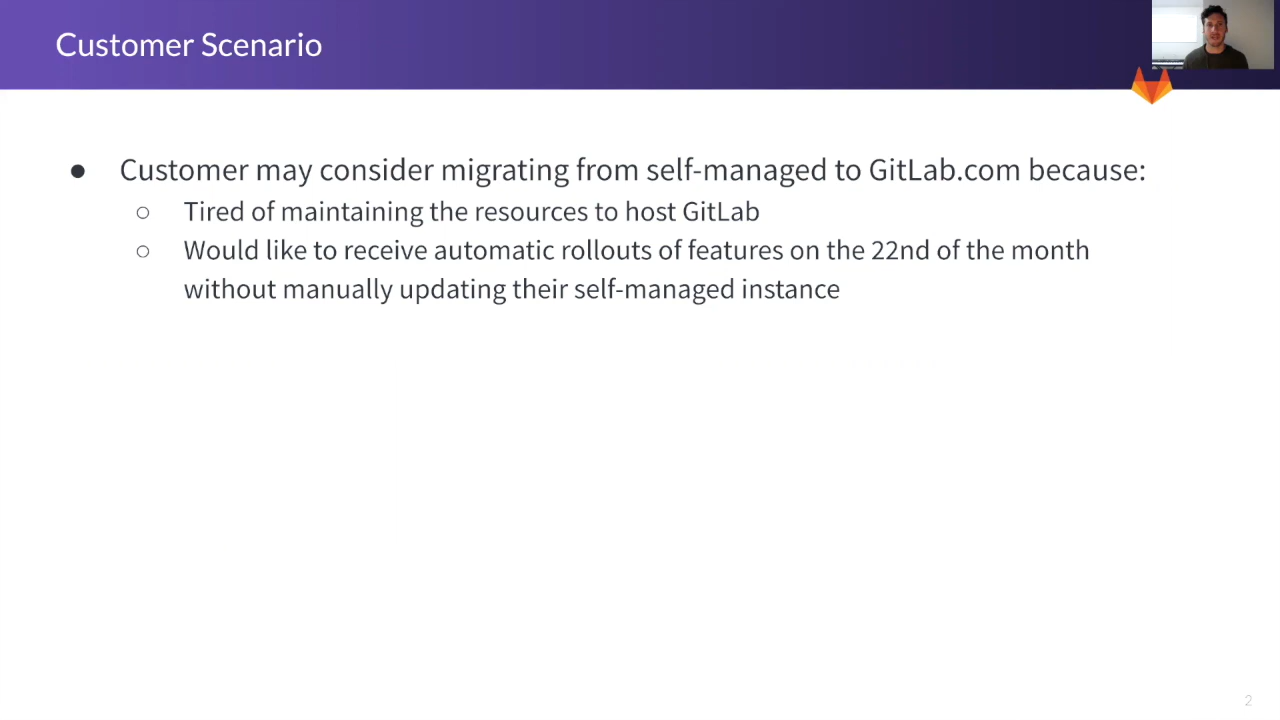 Customer Scenario
● Customer may consider migrating from self-managed to GitLab.com because:
○ Tired of maintaining the resources to host GitLab
○ Would like to receive automatic rollouts of features on the 22nd of the month
without manually updating their self-managed instance
2